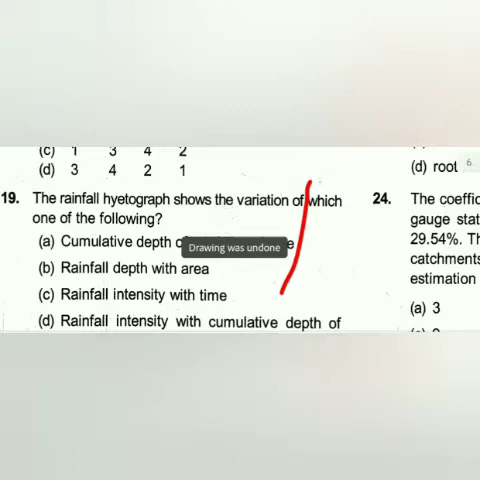 (c) 1 3 4 2
(d) 3 4 2 1
19. The rainfall hyetograph shows the variation of which
one of the following?
(a) Cumulative depth
Drawing was undone
(b) Rainfall depth with area
(c) Rainfall intensity with time
(d) Rainfall intensity with cumulative depth of
(d) root 6
24. The coeffic
gauge stat
29.54%. Th
catchments
estimation
(a) 3